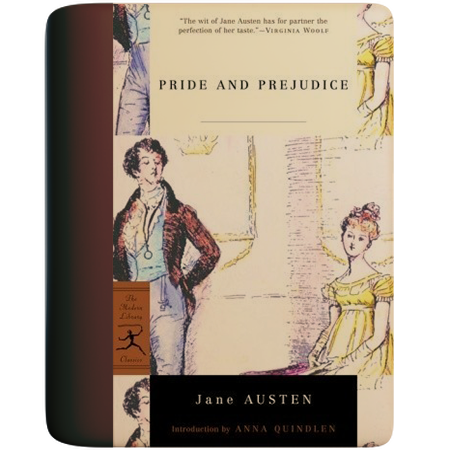 "The wit of Jane Austen has for partner the
perfection of her taste."—VIRGINIA WOOLF
PRIDE AND PREJUDICE
The
Modern
Library
Classics
Jane AUSTEN
Introduction by ANNA QUINDLEN